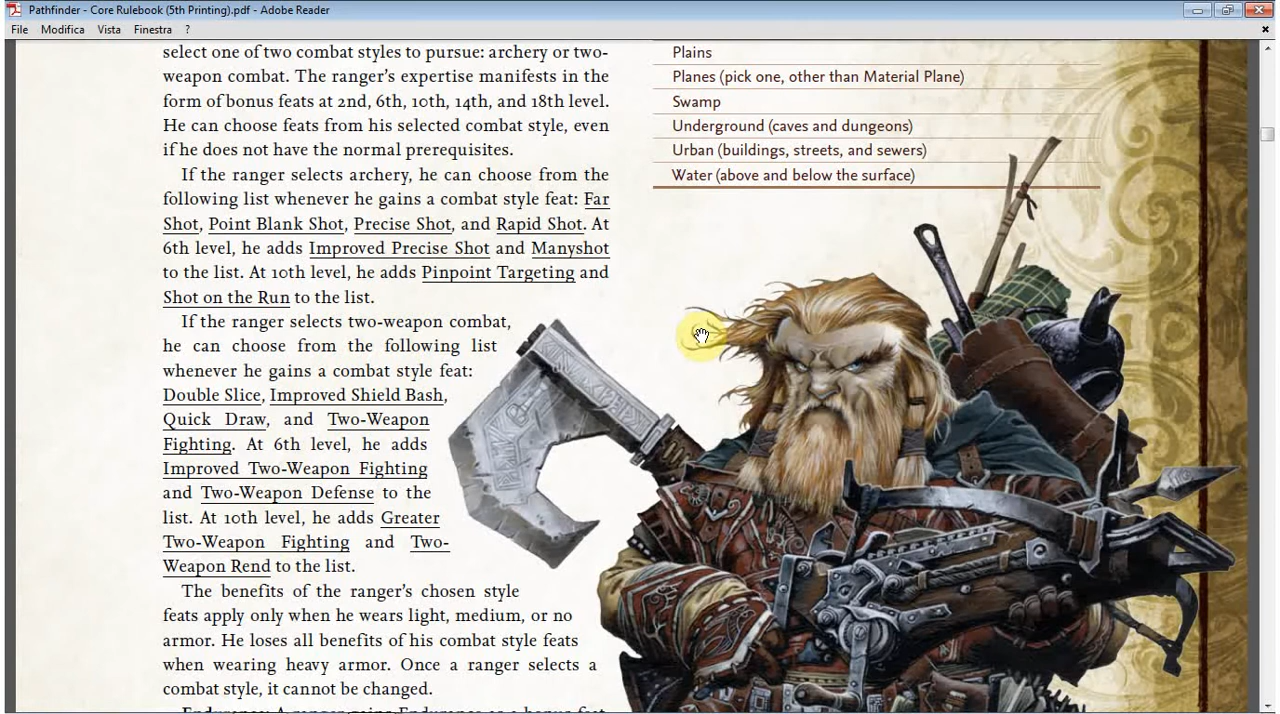 Pathfinder - Core Rulebook (5th Printing).pdf - Adobe Reader
File Modifica Vista Finestra ?
select one of two combat styles to pursue: archery or two-
weapon combat. The ranger's expertise manifests in the
form of bonus feats at 2nd, 6th, 10th, 14th, and 18th level.
He can choose feats from his selected combat style, even
if he does not have the normal prerequisites.
If the ranger selects archery, he can choose from the
following list whenever he gains a combat style feat: Far
Shot, Point Blank Shot, Precise Shot, and Rapid Shot. At
6th level, he adds Improved Precise Shot and Manyshot
to the list. At 10th level, he adds Pinpoint Targeting and
Shot on the Run to the list.
If the ranger selects two-weapon combat,
he can choose from the following list
whenever he gains a combat style feat:
Double Slice, Improved Shield Bash,
Quick Draw, and Two-Weapon
Fighting. At 6th level, he adds
Improved Two-Weapon Fighting
and Two-Weapon Defense to the
list. At 10th level, he adds Greater
Two-Weapon Fighting and Two-
Weapon Rend to the list.
The benefits of the ranger's chosen style
feats apply only when he wears light, medium, or no
armor. He loses all benefits of his combat style feats
when wearing heavy armor. Once a ranger selects a
combat style, it cannot be changed.
Endurance: A ranger gains Endurance as a bonus feat
Plains
Planes (pick one, other than Material Plane)
Swamp
Underground (caves and dungeons)
Urban (buildings, streets, and sewers)
Water (above and below the surface)